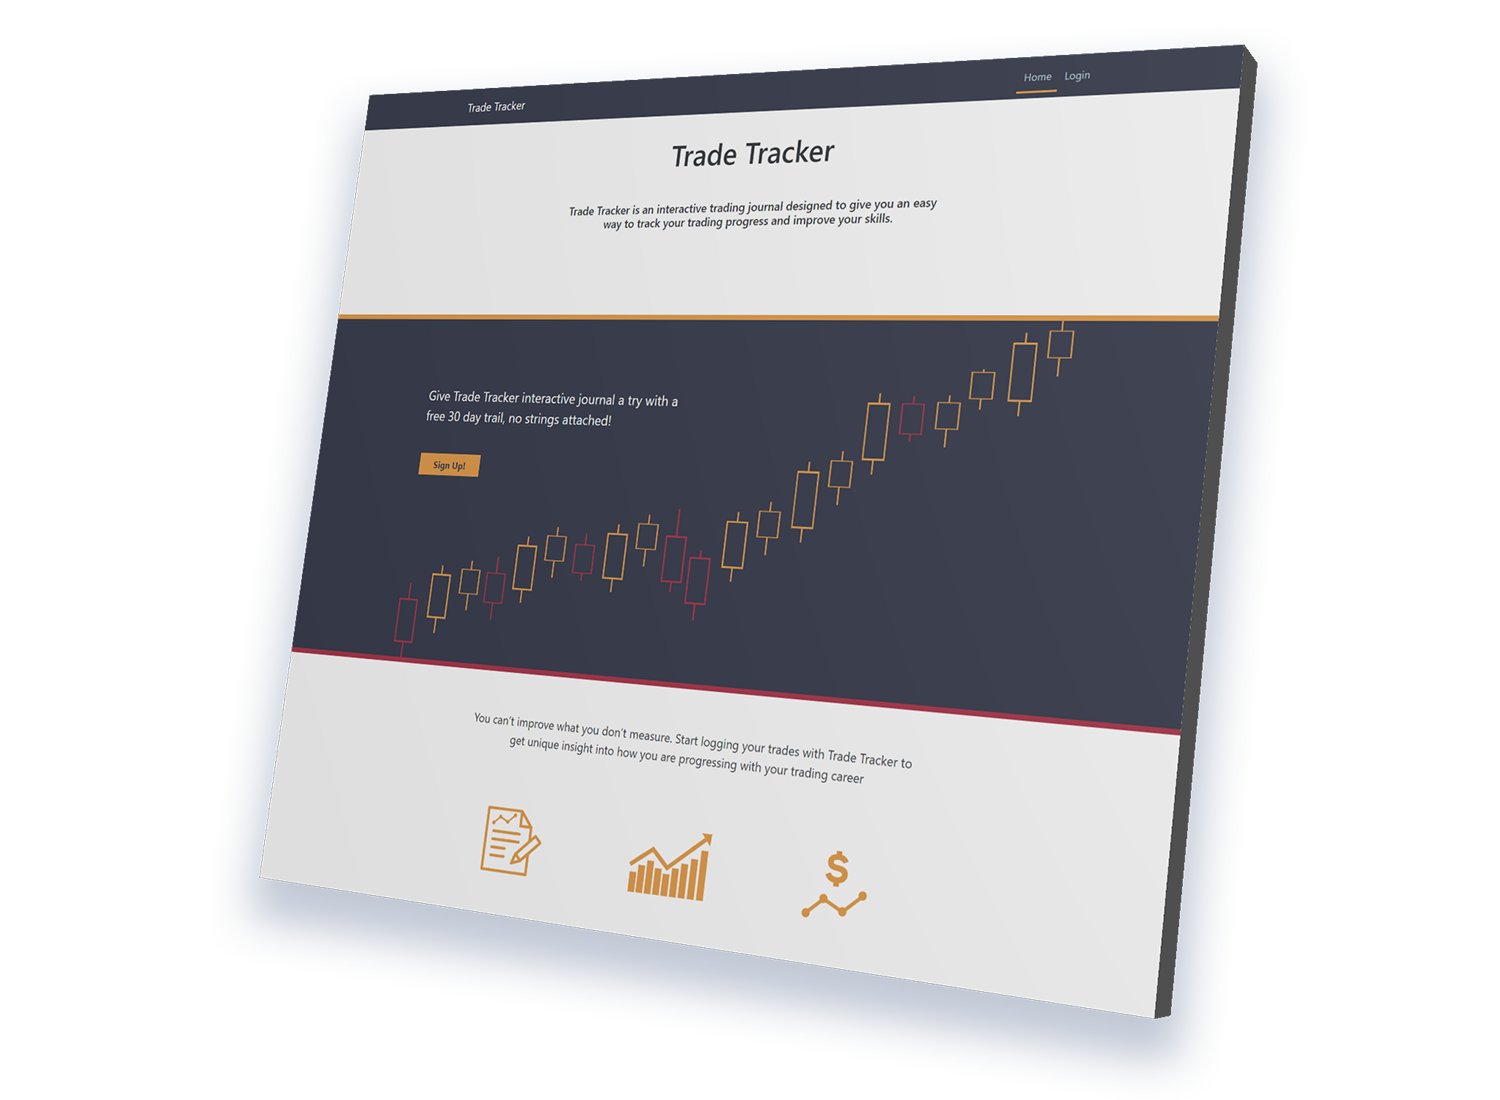 Trade Tracker
Home Login
Trade Tracker
Trade Tracker is an interactive trading journal designed to give you an easy
way to track your trading progress and improve your skills.
Give Trade Tracker interactive journal a try with a
free 30 day trail, no strings attached!
Sign Up!
You can't improve what you don't measure. Start logging your trades with Trade Tracker to
get unique insight into how you are progressing with your trading career
$